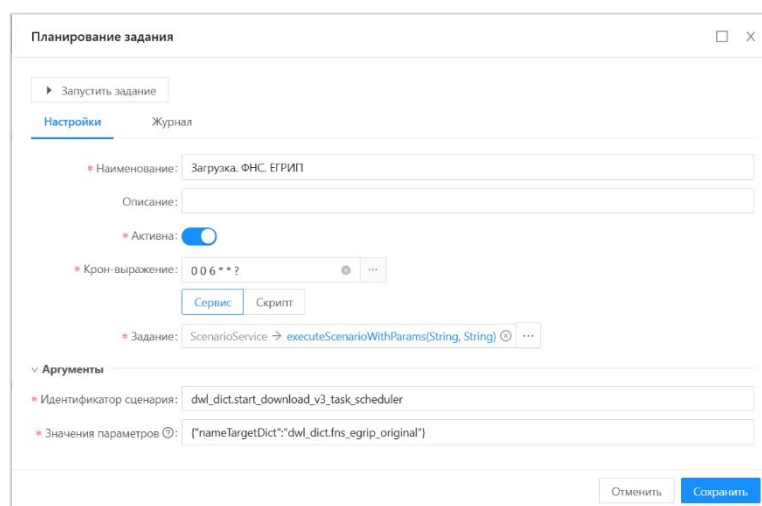 Планирование задания
Запустить задание
Настройки Журнал
* Наименование: Загрузка. ФНС. ЕГРИП
Описание:
* Активна:
* Крон-выражение: 0 0 6 * * ? ...
Сервис Скрипт
* Задание: ScenarioService → executeScenarioWithParams(String, String) ...
Аргументы
* Идентификатор сценария: dwl_dict.start_download_v3_task_scheduler
* Значения параметров ?: {"nameTargetDict":"dwl_dict.fns_egrip_original"}
Отменить Сохранить